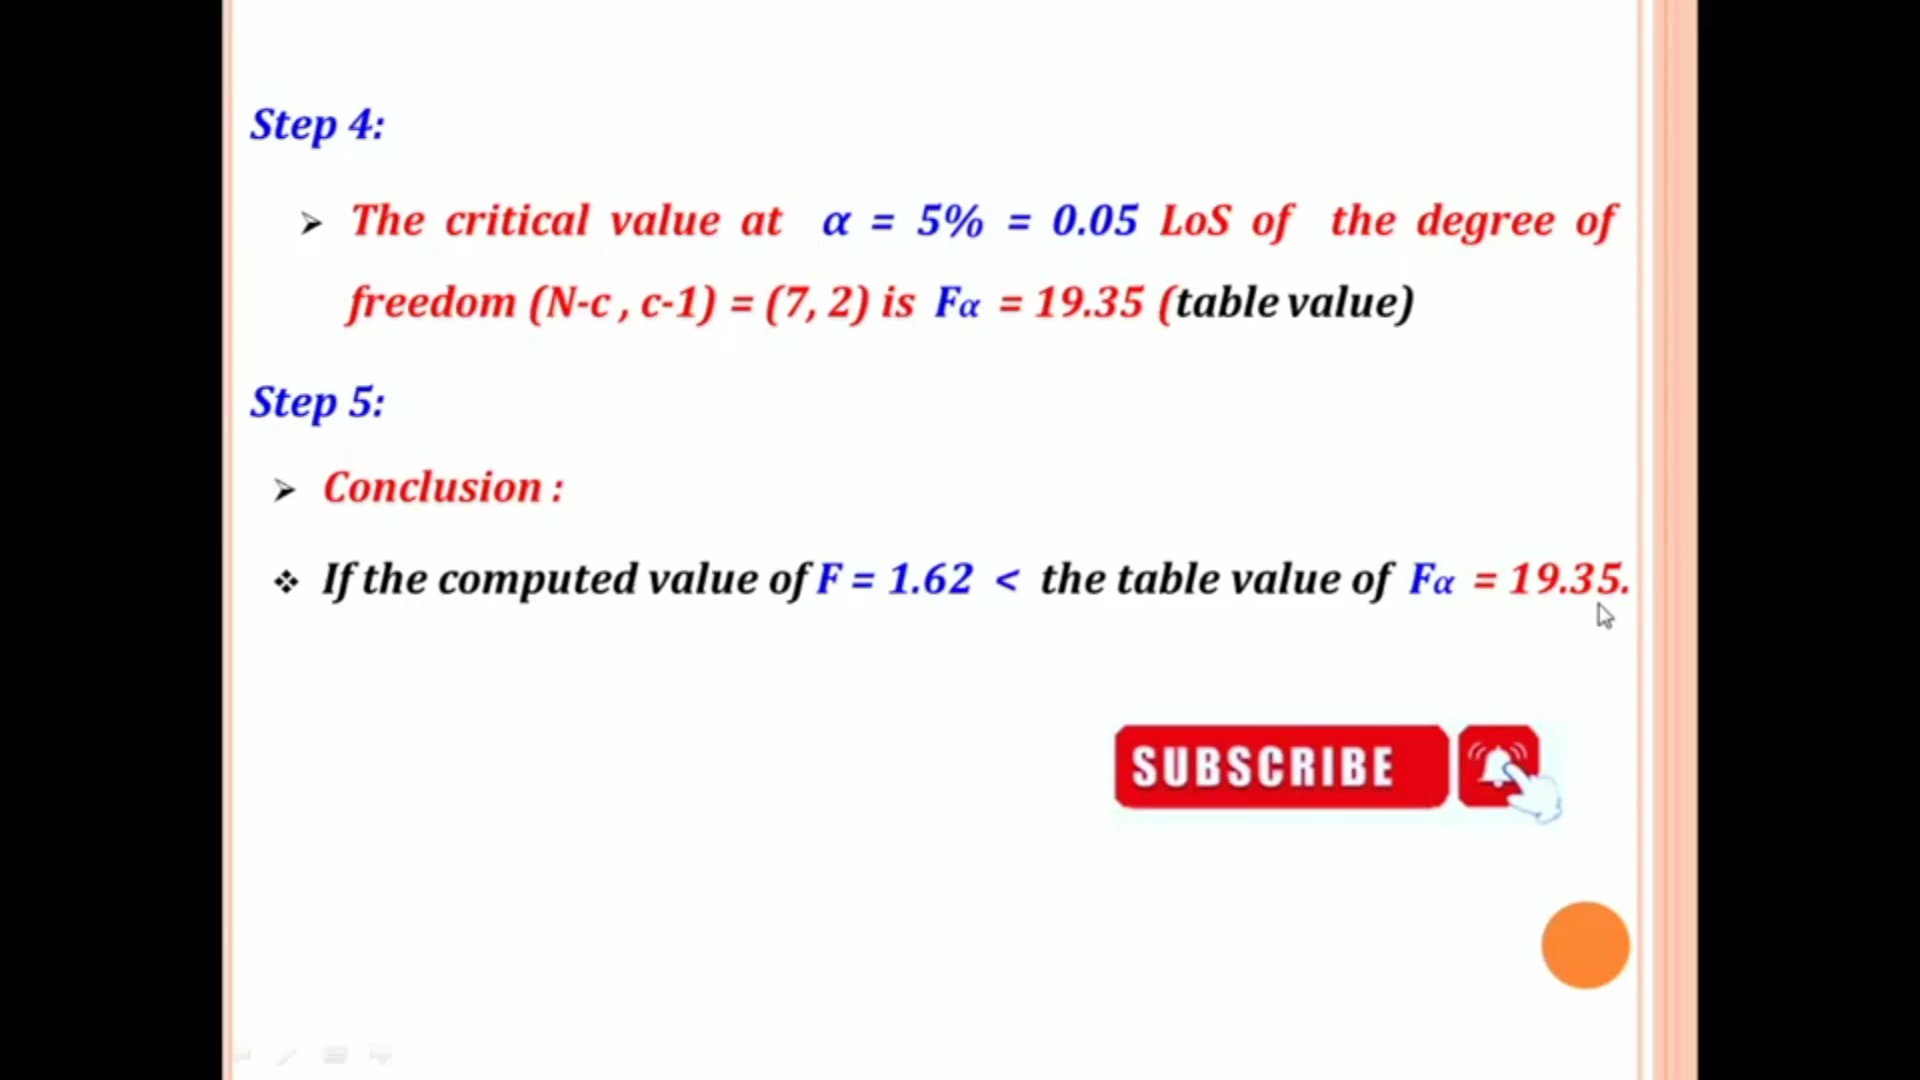 Step 4:
➢ The critical value at α = 5% = 0.05 LoS of the degree of
freedom (N-c , c-1) = (7, 2) is Fα = 19.35 (table value)
Step 5:
➢ Conclusion :
❖ If the computed value of F = 1.62 < the table value of Fα = 19.35.
SUBSCRIBE